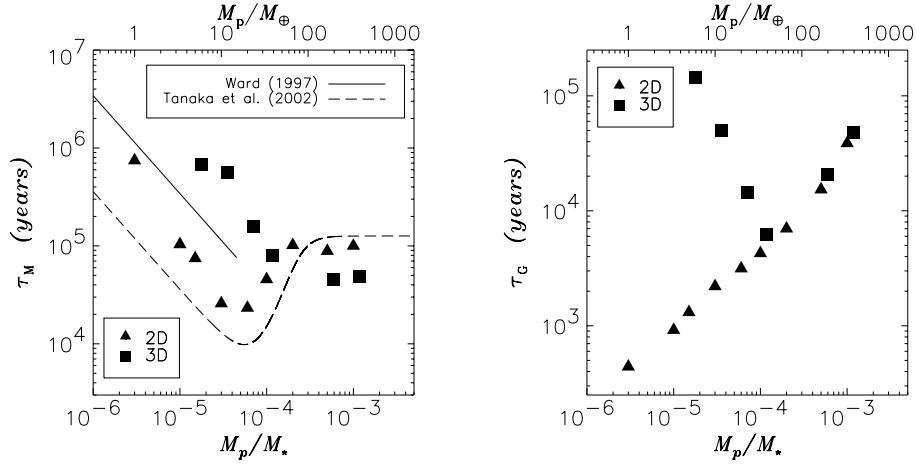 M_p/M_⊕
1 10 100 1000
10^7
10^6
10^5
10^4
τ_M (years)
Ward (1997)
Tanaka et al. (2002)
2D
3D
10^-6 10^-5 10^-4 10^-3
M_p/M_*
M_p/M_⊕
1 10 100 1000
10^5
10^4
10^3
τ_G (years)
2D
3D
10^-6 10^-5 10^-4 10^-3
M_p/M_*